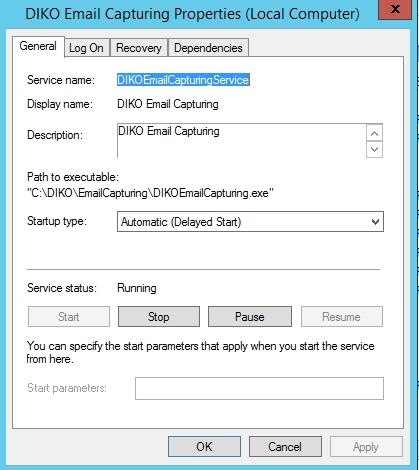 DIKO Email Capturing Properties (Local Computer)
x
General Log On Recovery Dependencies
Service name: DIKOEmailCapturingService
Display name: DIKO Email Capturing
Description: DIKO Email Capturing
Path to executable:
"C:\DIKO\EmailCapturing\DIKOEmailCapturing.exe"
Startup type: Automatic (Delayed Start)
Service status: Running
Start Stop Pause Resume
You can specify the start parameters that apply when you start the service
from here.
Start parameters:
OK Cancel Apply